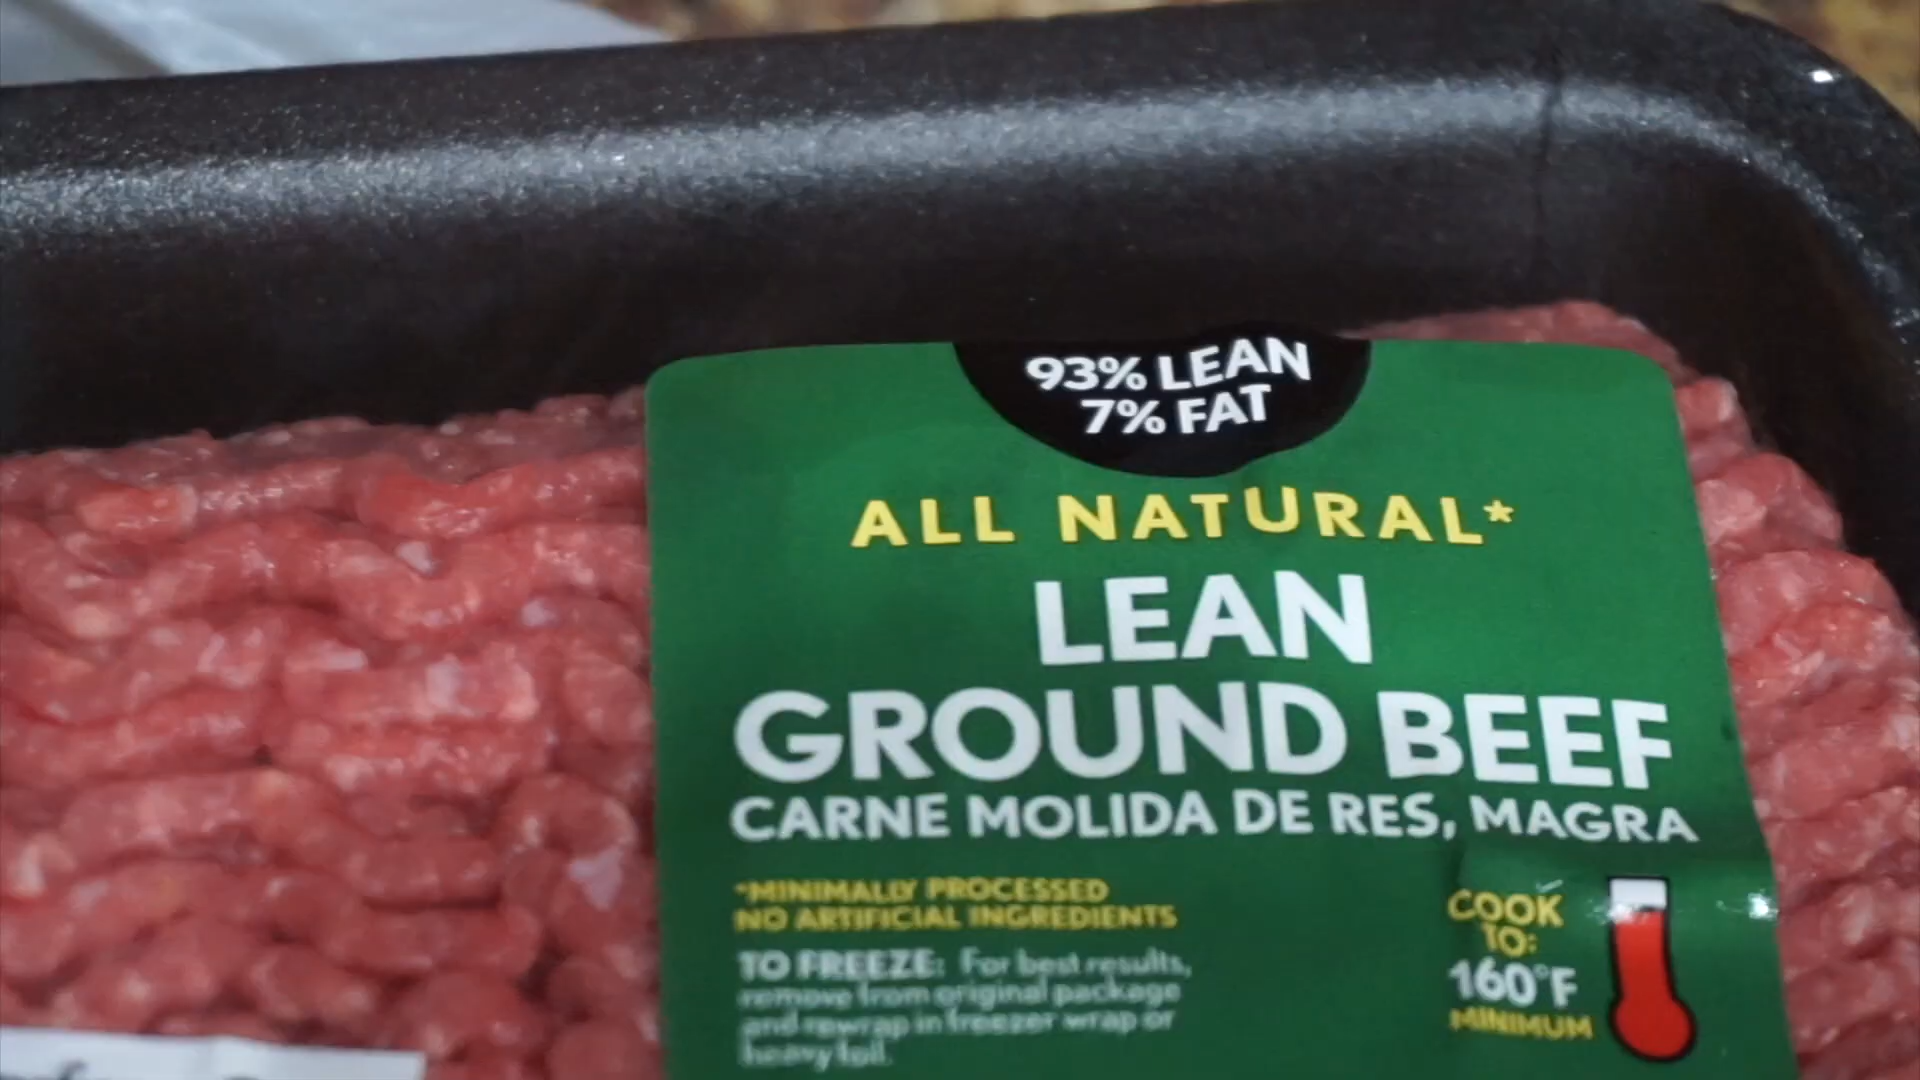 93% LEAN
7% FAT
ALL NATURAL*
LEAN
GROUND BEEF
CARNE MOLIDA DE RES, MAGRA
*MINIMALLY PROCESSED
NO ARTIFICIAL INGREDIENTS
TO FREEZE: For best results,
remove from original package
and rewrap in freezer wrap or
heavy foil.
COOK
TO:
160°F
MINIMUM